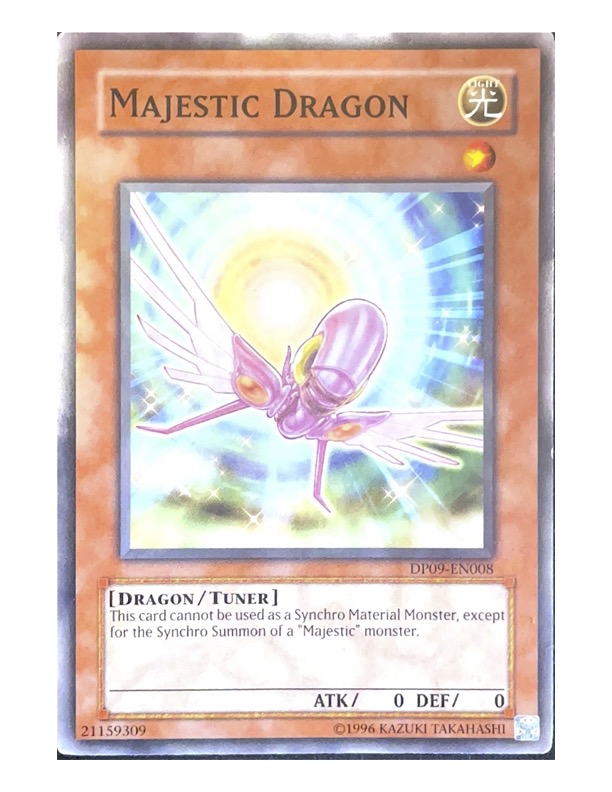 MAJESTIC DRAGON
LIGHT
光
DP09-EN008
[DRAGON/TUNER]
This card cannot be used as a Synchro Material Monster, except
for the Synchro Summon of a "Majestic" monster.
ATK/ 0 DEF/ 0
21159309
©1996 KAZUKI TAKAHASHI